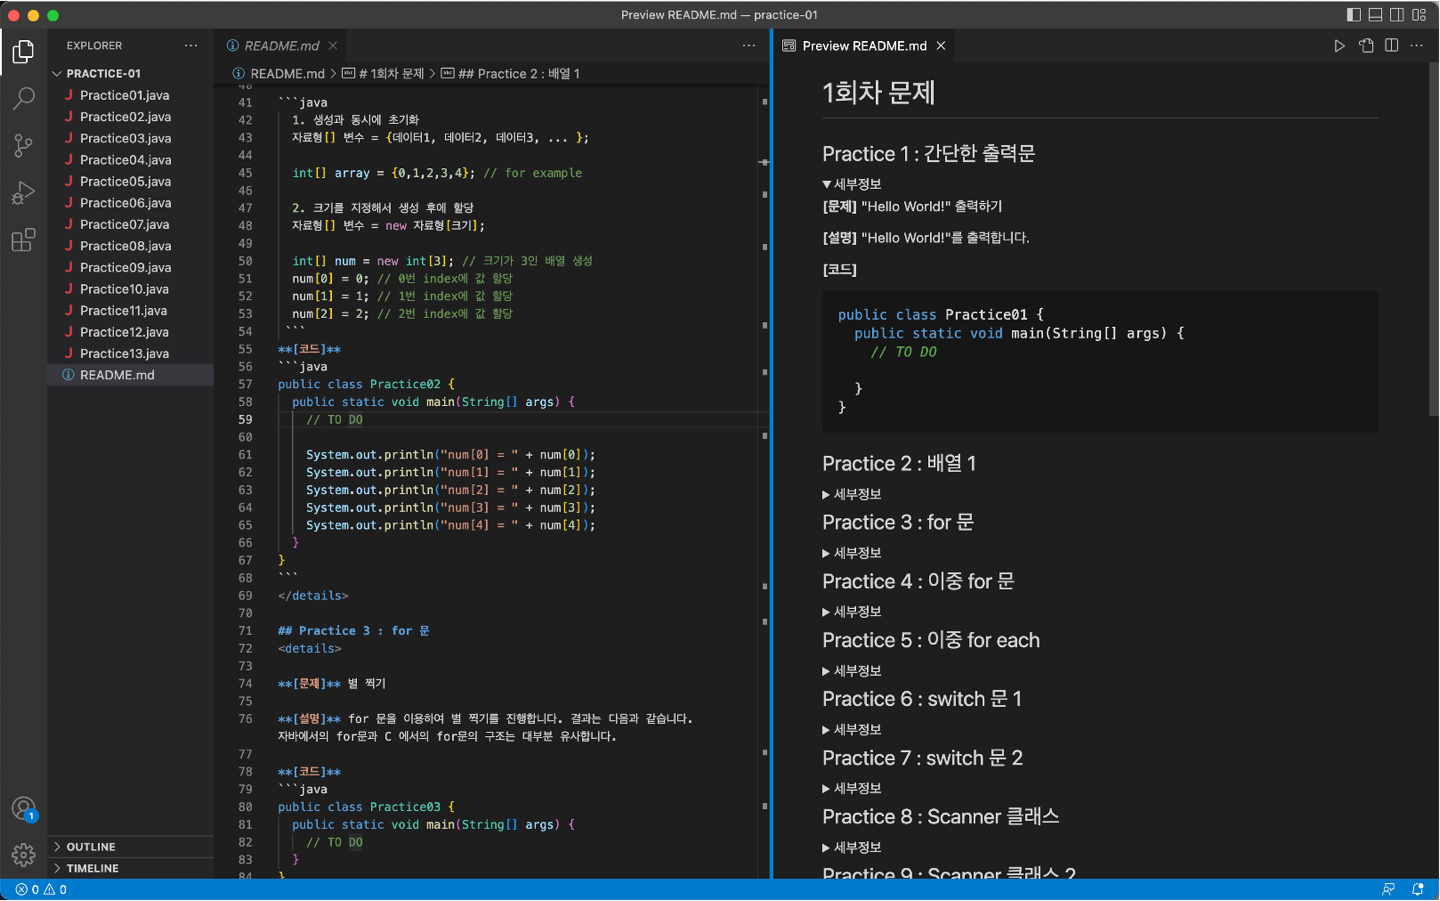 Preview README.md — practice-01
EXPLORER
PRACTICE-01
J Practice01.java
J Practice02.java
J Practice03.java
J Practice04.java
J Practice05.java
J Practice06.java
J Practice07.java
J Practice08.java
J Practice09.java
J Practice10.java
J Practice11.java
J Practice12.java
J Practice13.java
README.md
OUTLINE
TIMELINE
README.md
README.md > # 1회차 문제 > ## Practice 2 : 배열 1
40
41 ```java
42 1. 생성과 동시에 초기화
43 자료형[] 변수 = {데이터1, 데이터2, 데이터3, ... };
44
45 int[] array = {0,1,2,3,4}; // for example
46
47 2. 크기를 지정해서 생성 후에 할당
48 자료형[] 변수 = new 자료형[크기];
49
50 int[] num = new int[3]; // 크기가 3인 배열 생성
51 num[0] = 0; // 0번 index에 값 할당
52 num[1] = 1; // 1번 index에 값 할당
53 num[2] = 2; // 2번 index에 값 할당
54 ```
55 **[코드]**
56 ```java
57 public class Practice02 {
58 public static void main(String[] args) {
59 // TO DO
60
61 System.out.println("num[0] = " + num[0]);
62 System.out.println("num[1] = " + num[1]);
63 System.out.println("num[2] = " + num[2]);
64 System.out.println("num[3] = " + num[3]);
65 System.out.println("num[4] = " + num[4]);
66 }
67 }
68 ```
69 </details>
70
71 ## Practice 3 : for 문
72 <details>
73
74 **[문제]** 별 찍기
75
76 **[설명]** for 문을 이용하여 별 찍기를 진행합니다. 결과는 다음과 같습니다.
자바에서의 for문과 C 에서의 for문의 구조는 대부분 유사합니다.
77
78 **[코드]**
79 ```java
80 public class Practice03 {
81 public static void main(String[] args) {
82 // TO DO
83 }
84 }
Preview README.md
1회차 문제
Practice 1 : 간단한 출력문
▼ 세부정보
[문제] "Hello World!" 출력하기
[설명] "Hello World!"를 출력합니다.
[코드]
public class Practice01 {
public static void main(String[] args) {
// TO DO
}
}
Practice 2 : 배열 1
▶ 세부정보
Practice 3 : for 문
▶ 세부정보
Practice 4 : 이중 for 문
▶ 세부정보
Practice 5 : 이중 for each
▶ 세부정보
Practice 6 : switch 문 1
▶ 세부정보
Practice 7 : switch 문 2
▶ 세부정보
Practice 8 : Scanner 클래스
▶ 세부정보
Practice 9 : Scanner 클래스 2
1
0 0